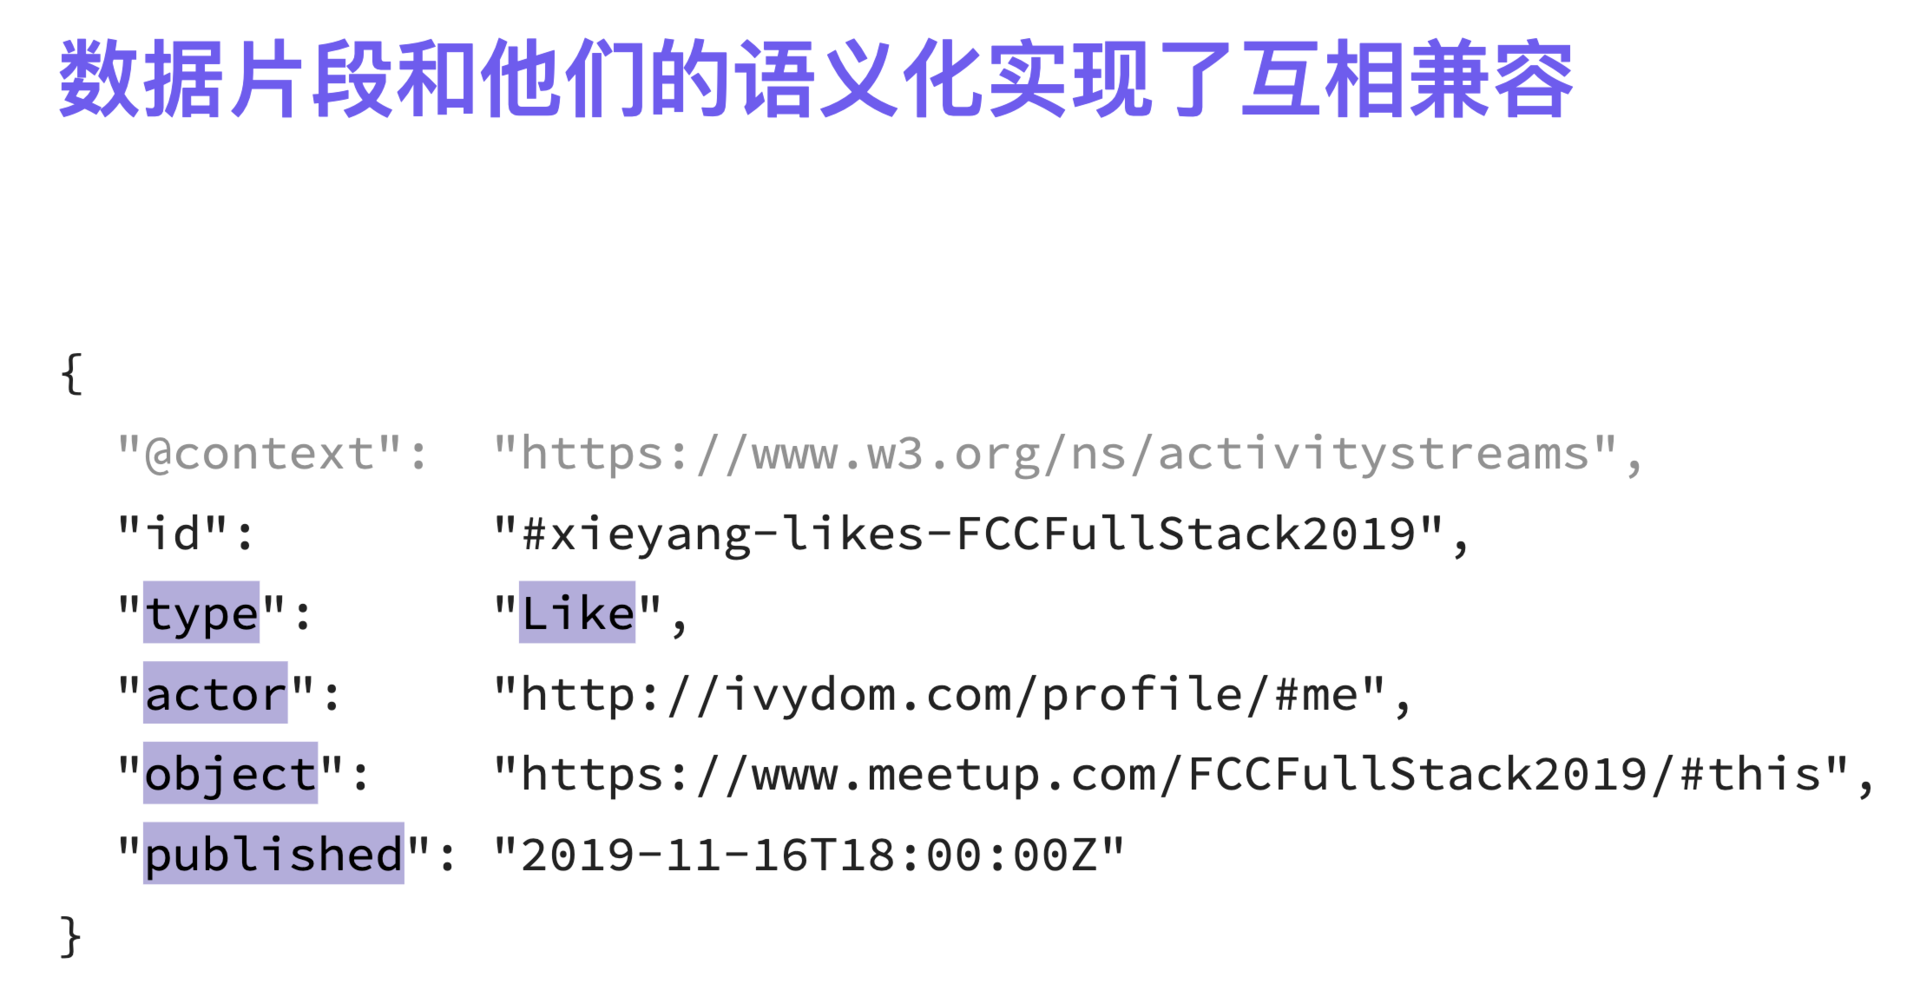 数据片段和他们的语义化实现了互相兼容
{
  "@context":  "https://www.w3.org/ns/activitystreams",
  "id":        "#xieyang-likes-FCCFullStack2019",
  "type":      "Like",
  "actor":     "http://ivydom.com/profile/#me",
  "object":    "https://www.meetup.com/FCCFullStack2019/#this",
  "published": "2019-11-16T18:00:00Z"
}